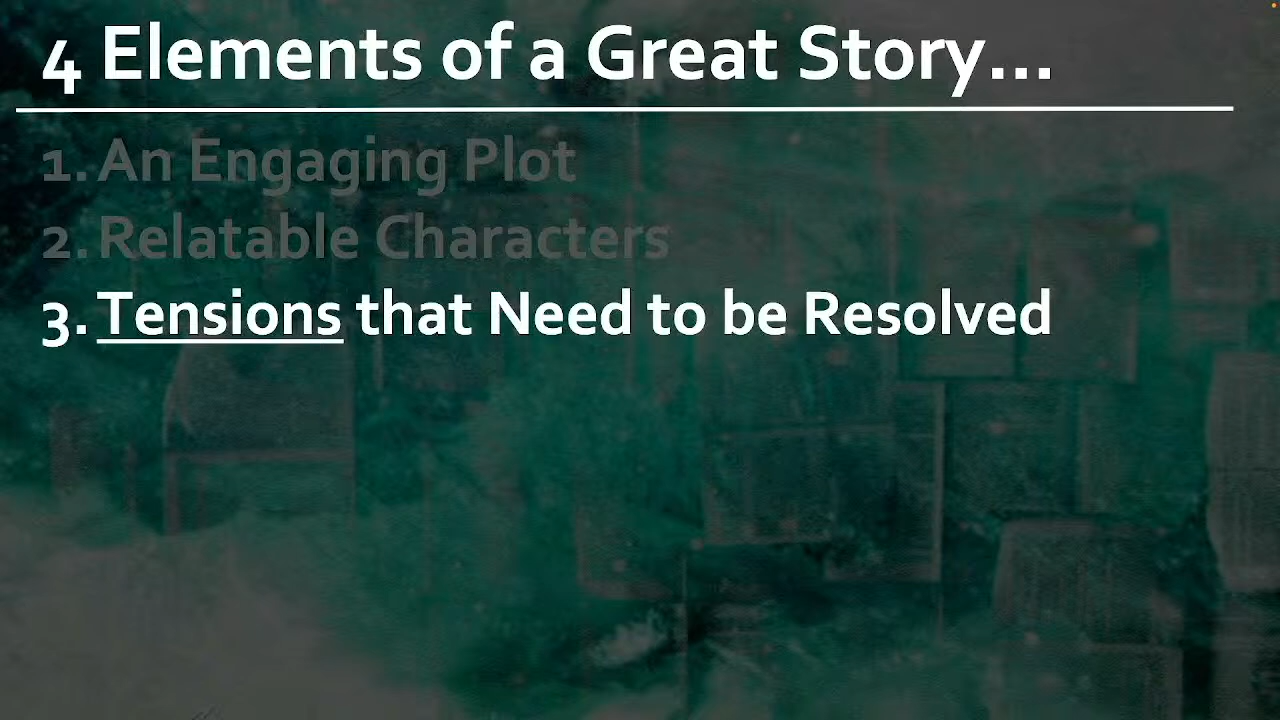 4 Elements of a Great Story...
1. An Engaging Plot
2. Relatable Characters
3. Tensions that Need to be Resolved